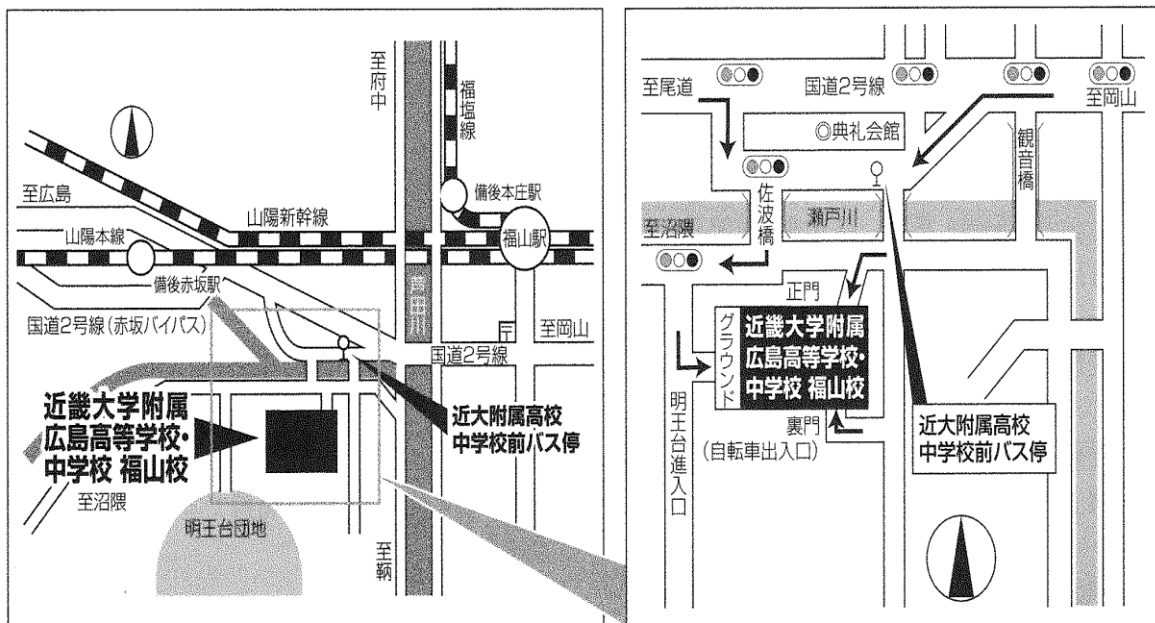 至府中
福塩線
至広島
備後本庄駅
山陽新幹線
山陽本線
福山駅
備後赤坂駅
芦田川
国道2号線(赤坂バイパス)
〒
至岡山
国道2号線
近畿大学附属
広島高等学校・
中学校 福山校
近大附属高校
中学校前バス停
至沼隈
明王台団地
至鞆
至尾道
国道2号線
至岡山
◎典礼会館
観音橋
佐波橋
瀬戸川
至沼隈
正門
グラウンド
近畿大学附属
広島高等学校・
中学校 福山校
明王台進入口
裏門
(自転車出入口)
近大附属高校
中学校前バス停